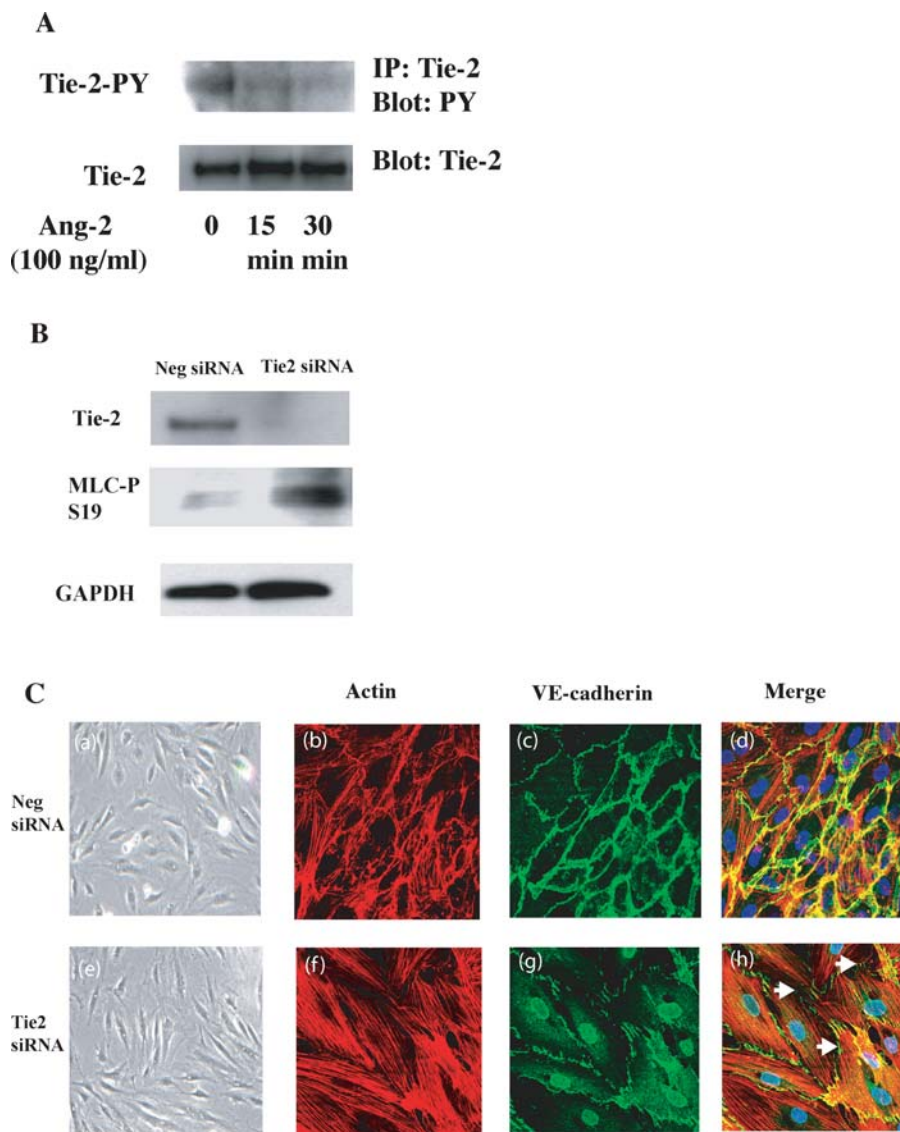 A
Tie-2-PY
IP: Tie-2
Blot: PY
Tie-2
Blot: Tie-2
Ang-2
(100 ng/ml)
0 15 30
min min
B
Neg siRNA Tie2 siRNA
Tie-2
MLC-P
S19
GAPDH
C
Actin VE-cadherin Merge
Neg
siRNA
(a) (b) (c) (d)
Tie2
siRNA
(e) (f) (g) (h)